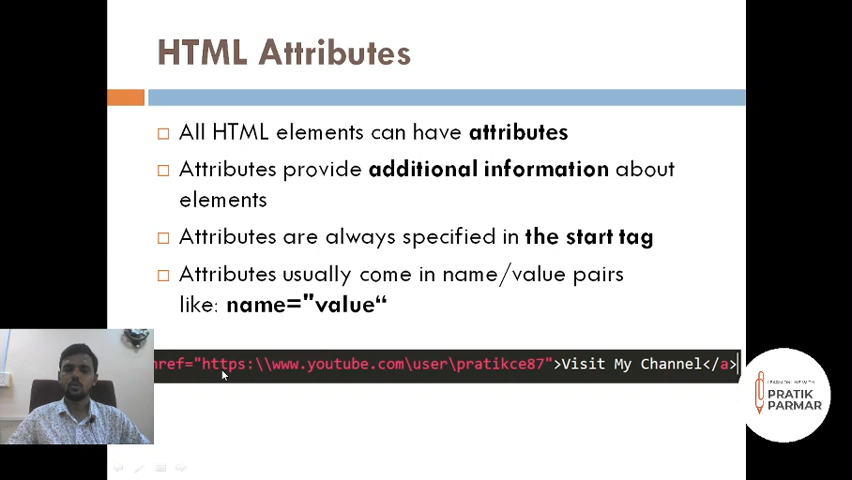 HTML Attributes
All HTML elements can have attributes
Attributes provide additional information about
elements
Attributes are always specified in the start tag
Attributes usually come in name/value pairs
like: name="value“
href="https:\\www.youtube.com\user\pratikce87">Visit My Channel</a>
PRATIK
PARMAR